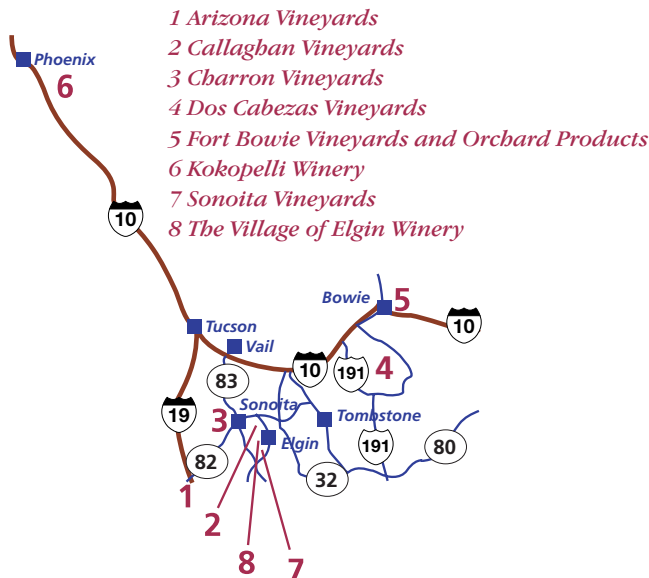 1 Arizona Vineyards
2 Callaghan Vineyards
3 Charron Vineyards
4 Dos Cabezas Vineyards
5 Fort Bowie Vineyards and Orchard Products
6 Kokopelli Winery
7 Sonoita Vineyards
8 The Village of Elgin Winery
Phoenix
6
10
Bowie
5
Tucson
10
Vail
10
191
4
83
19
Sonoita
3
Tombstone
Elgin
191
80
82
32
1
2
8
7